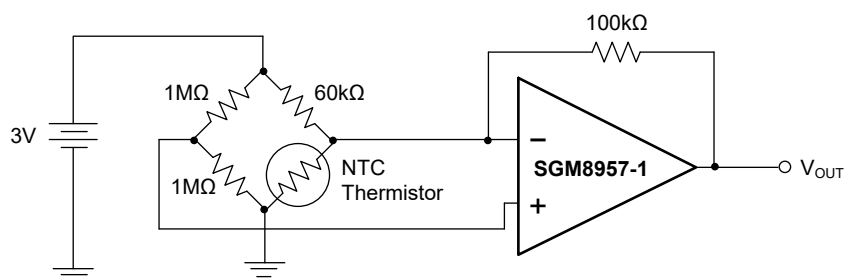 100kΩ
1MΩ
60kΩ
3V
1MΩ
NTC
Thermistor
SGM8957-1
VOUT